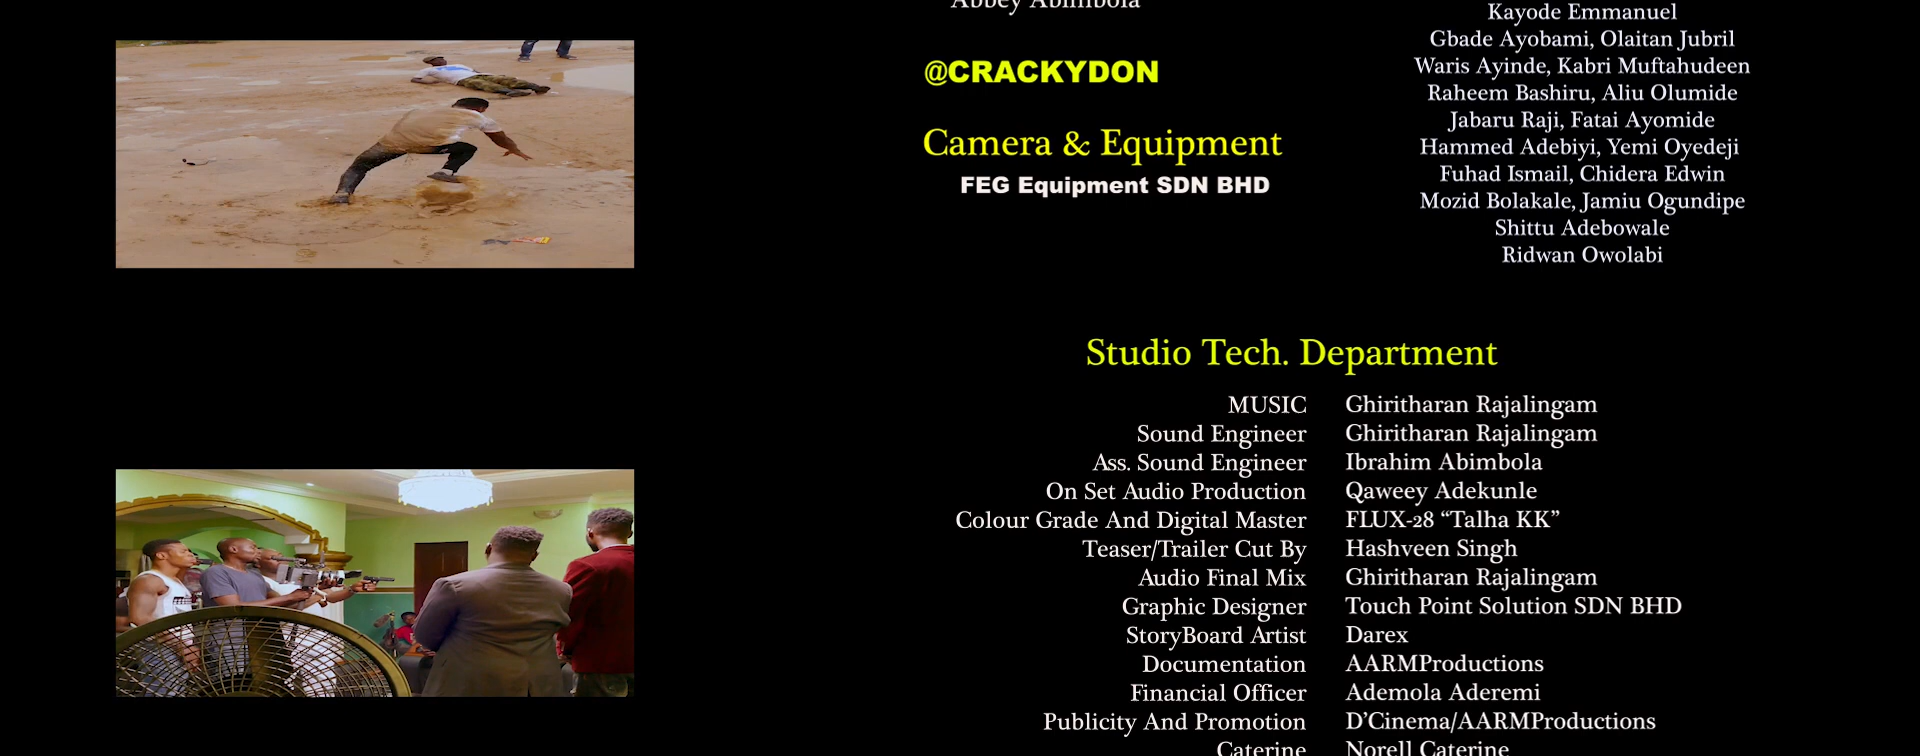 Abbey Abimbola
@CRACKYDON
Camera & Equipment
FEG Equipment SDN BHD
Kayode Emmanuel
Gbade Ayobami, Olaitan Jubril
Waris Ayinde, Kabri Muftahudeen
Raheem Bashiru, Aliu Olumide
Jabaru Raji, Fatai Ayomide
Hammed Adebiyi, Yemi Oyedeji
Fuhad Ismail, Chidera Edwin
Mozid Bolakale, Jamiu Ogundipe
Shittu Adebowale
Ridwan Owolabi
Studio Tech. Department
MUSIC Ghiritharan Rajalingam
Sound Engineer Ghiritharan Rajalingam
Ass. Sound Engineer Ibrahim Abimbola
On Set Audio Production Qaweey Adekunle
Colour Grade And Digital Master FLUX-28 “Talha KK”
Teaser/Trailer Cut By Hashveen Singh
Audio Final Mix Ghiritharan Rajalingam
Graphic Designer Touch Point Solution SDN BHD
StoryBoard Artist Darex
Documentation AARMProductions
Financial Officer Ademola Aderemi
Publicity And Promotion D’Cinema/AARMProductions
Caterine Norell Caterine